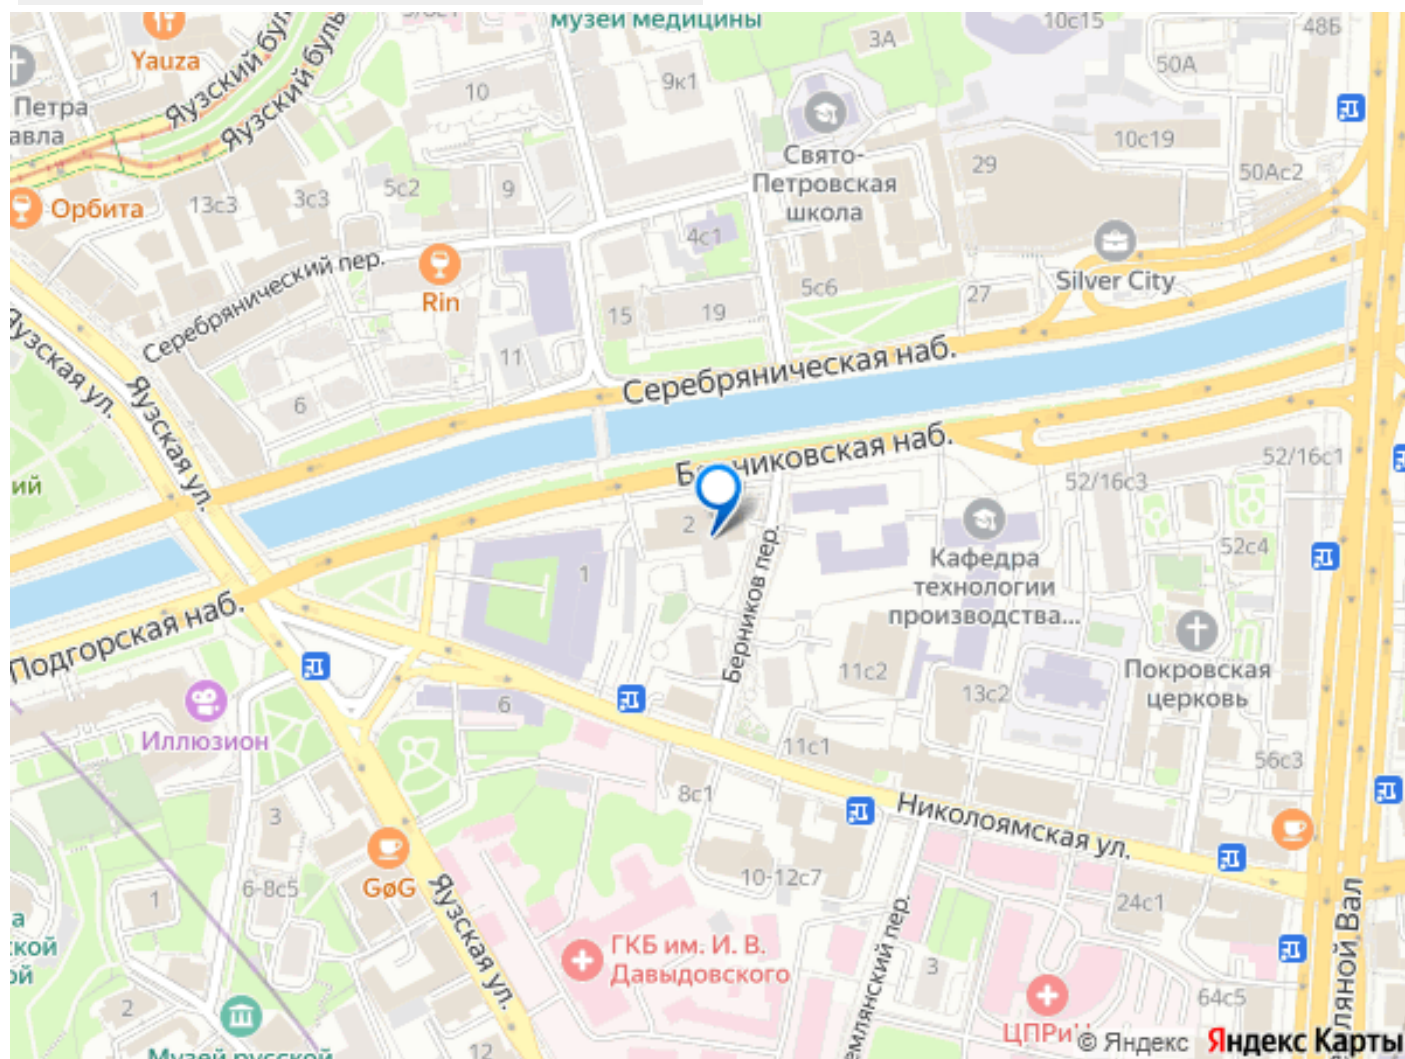 музей медицины
10с15
48Б
Yauza
Яузский бул
Яузский буль
3А
50А
9к1
10
Петра
авла
10с19
Свято-
Петровская
школа
29
50Ас2
5с2
9
3с3
13с3
Орбита
4с1
Серебрянический пер.
Rin
Silver City
5с6
27
15
19
11
6
Яузская ул.
Яузская ул.
Серебряническая наб.
ий
52/16с1
52/16с3
2
Кафедра
технологии
производства...
52с4
1
Берников пер.
Подгорская наб.
Покровская
церковь
11с2
13с2
6
Иллюзион
11с1
56с3
8с1
Николоямская ул.
3
GøG
10-12с7
6-8с5
1
24с1
Яузская ул.
ГКБ им. И. В.
Давыдовского
3
2
64с5
ЦПРи
12
© Яндекс
Яндекс Карты